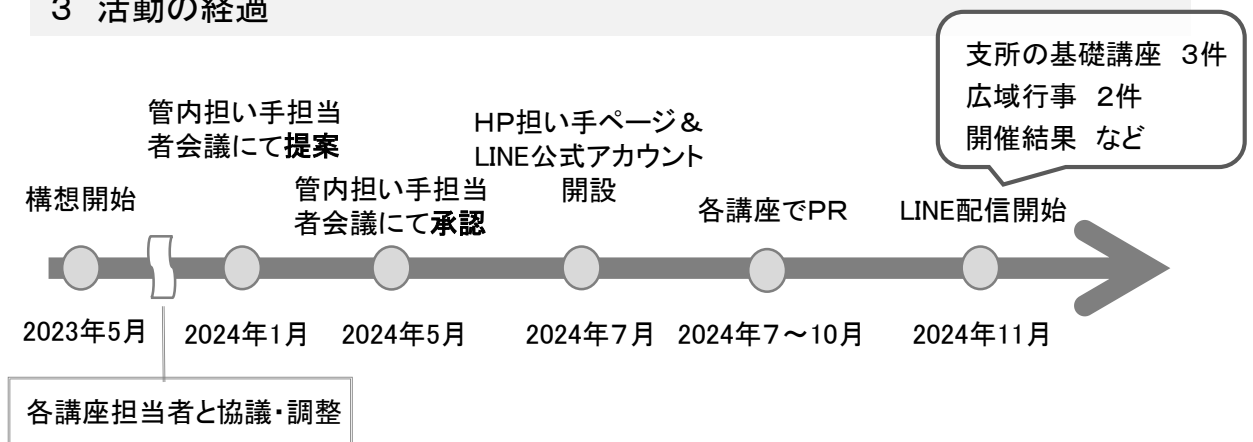 3 活動の経過
支所の基礎講座 3件
広域行事 2件
開催結果 など
管内担い手担当
者会議にて提案
HP担い手ページ&
LINE公式アカウント
開設
構想開始
管内担い手担当
者会議にて承認
各講座でPR
LINE配信開始
2023年5月
2024年1月
2024年5月
2024年7月
2024年7~10月
2024年11月
各講座担当者と協議・調整